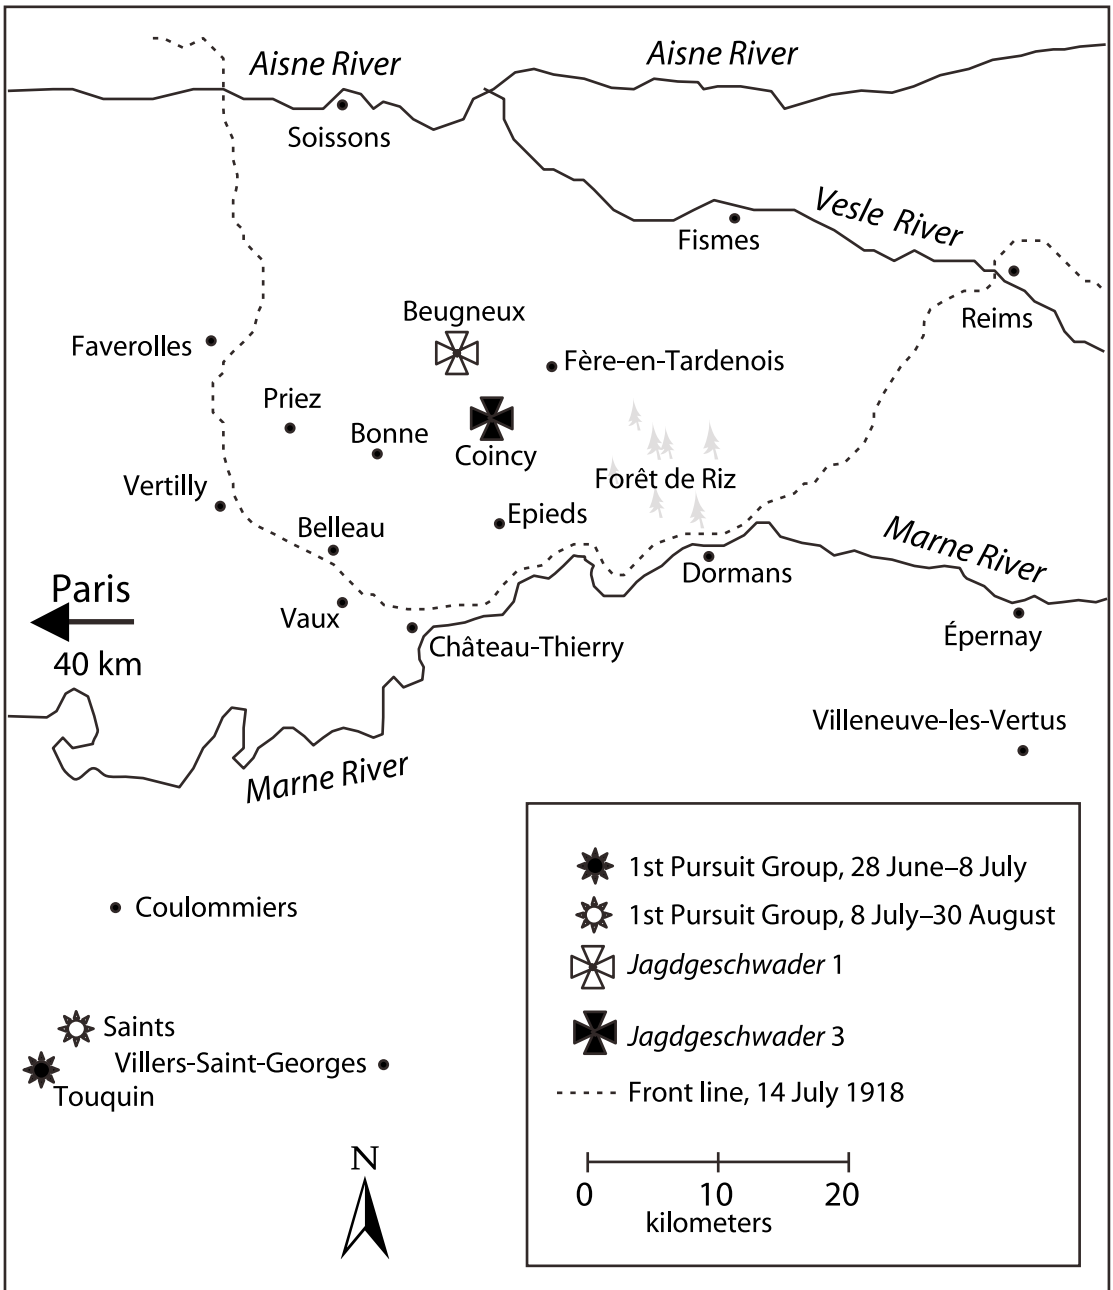 Aisne River
Aisne River
Soissons
Vesle River
Fismes
Reims
Beugneux
Faverolles
Fère-en-Tardenois
Priez
Bonne
Coincy
Forêt de Riz
Vertilly
Epieds
Belleau
Marne River
Dormans
Paris
40 km
Vaux
Château-Thierry
Épernay
Villeneuve-les-Vertus
Marne River
1st Pursuit Group, 28 June–8 July
1st Pursuit Group, 8 July–30 August
Jagdgeschwader 1
Jagdgeschwader 3
Front line, 14 July 1918
0 10 20
kilometers
Coulommiers
Saints
Villers-Saint-Georges
Touquin
N